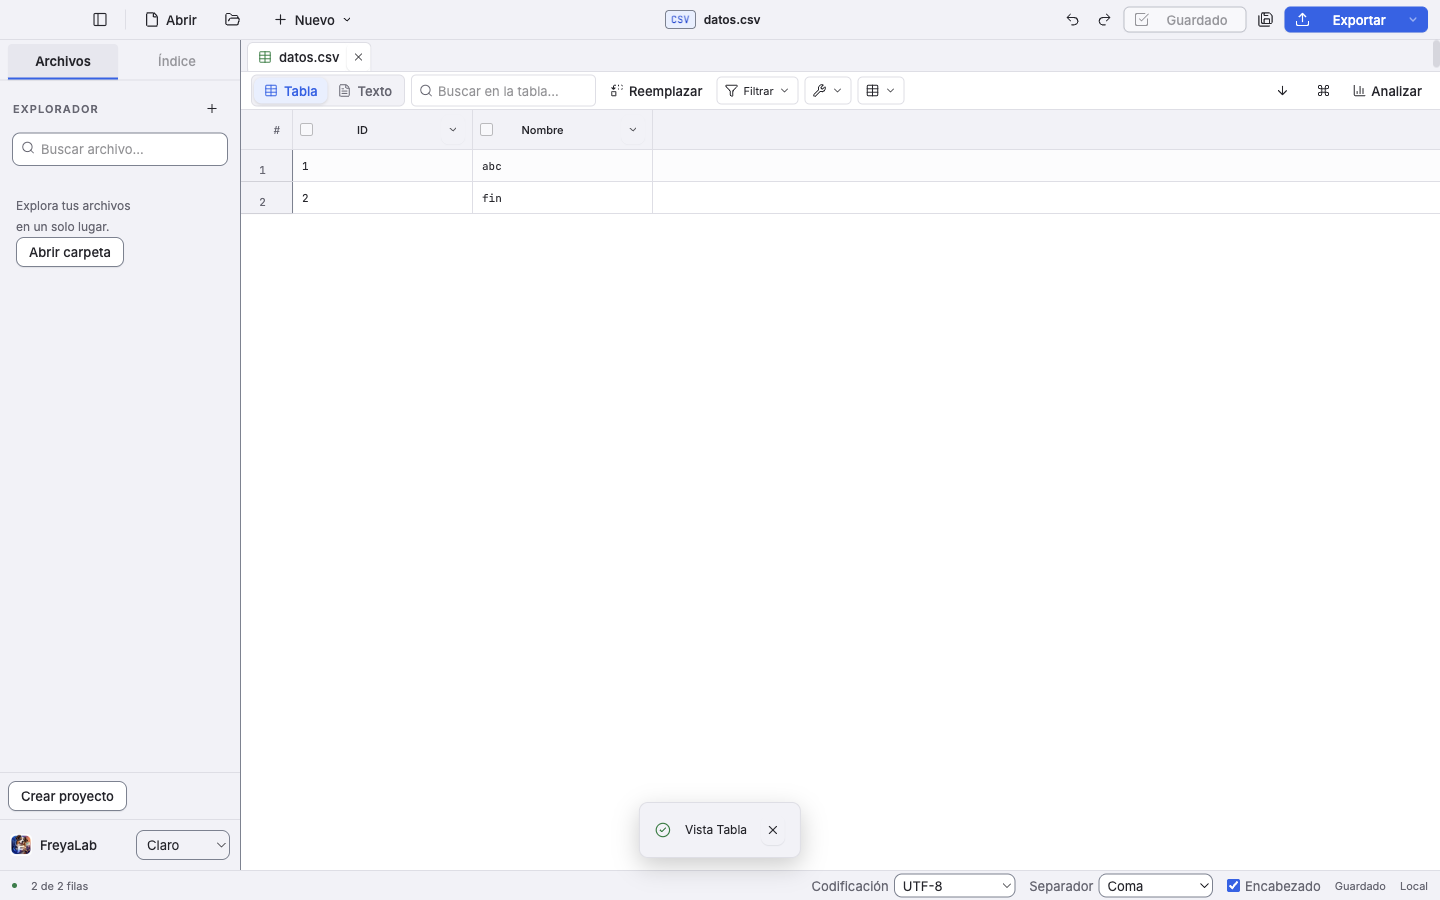 Abrir
Nuevo
CSV datos.csv
Guardado
Exportar
Archivos
Índice
datos.csv
EXPLORADOR
Buscar archivo...
Explora tus archivos
en un solo lugar.
Abrir carpeta
Tabla
Texto
Buscar en la tabla...
Reemplazar
Filtrar
Analizar
# ID Nombre
1 1 abc
2 2 fin
Crear proyecto
FreyaLab
Claro
Vista Tabla
2 de 2 filas
Codificación UTF-8
Separador Coma
Encabezado
Guardado
Local